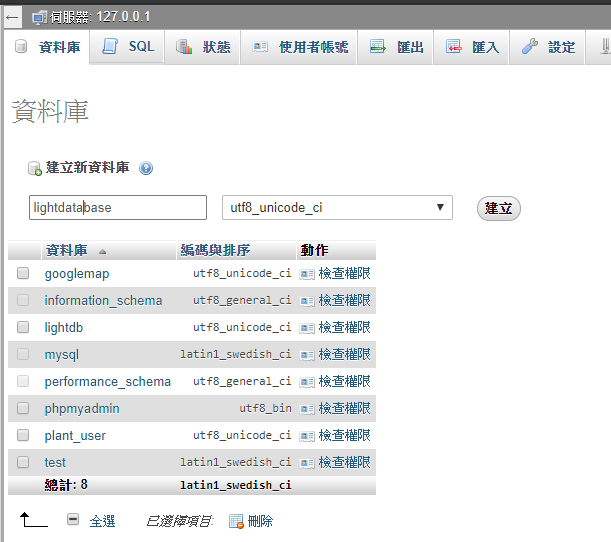 ← 伺服器: 127.0.0.1
資料庫 SQL 狀態 使用者帳號 匯出 匯入 設定
資料庫
建立新資料庫
lightdatabase utf8_unicode_ci 建立
資料庫 編碼與排序 動作
googlemap utf8_unicode_ci 檢查權限
information_schema utf8_general_ci 檢查權限
lightdb utf8_unicode_ci 檢查權限
mysql latin1_swedish_ci 檢查權限
performance_schema utf8_general_ci 檢查權限
phpmyadmin utf8_bin 檢查權限
plant_user utf8_unicode_ci 檢查權限
test latin1_swedish_ci 檢查權限
總計: 8 latin1_swedish_ci
全選 已選擇項目: 刪除